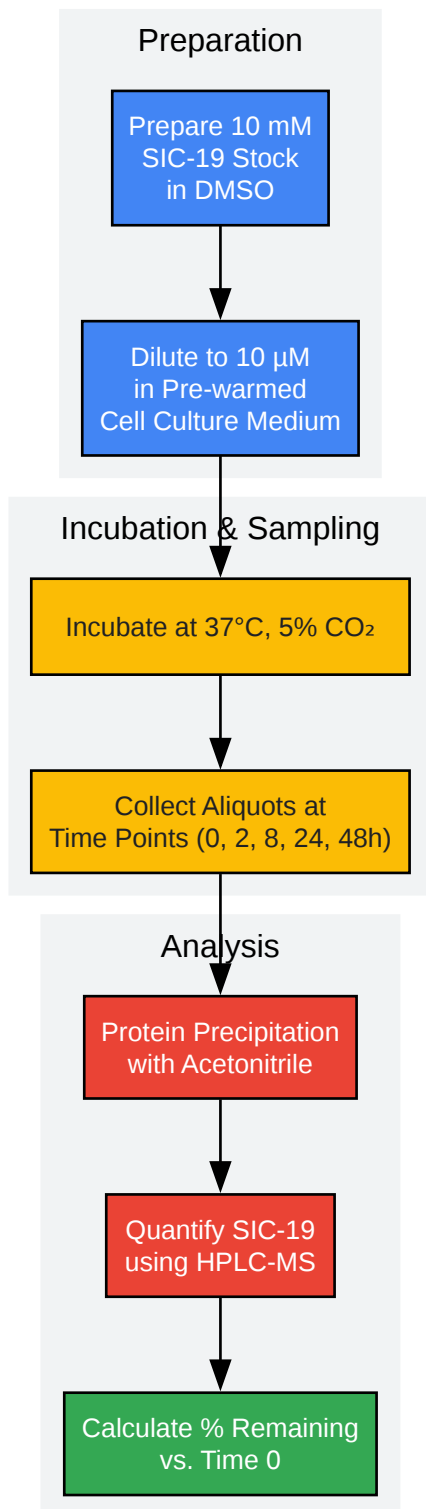 Preparation
Prepare 10 mM
SIC-19 Stock
in DMSO
Dilute to 10 µM
in Pre-warmed
Cell Culture Medium
Incubation & Sampling
Incubate at 37°C, 5% CO₂
Collect Aliquots at
Time Points (0, 2, 8, 24, 48h)
Analysis
Protein Precipitation
with Acetonitrile
Quantify SIC-19
using HPLC-MS
Calculate % Remaining
vs. Time 0